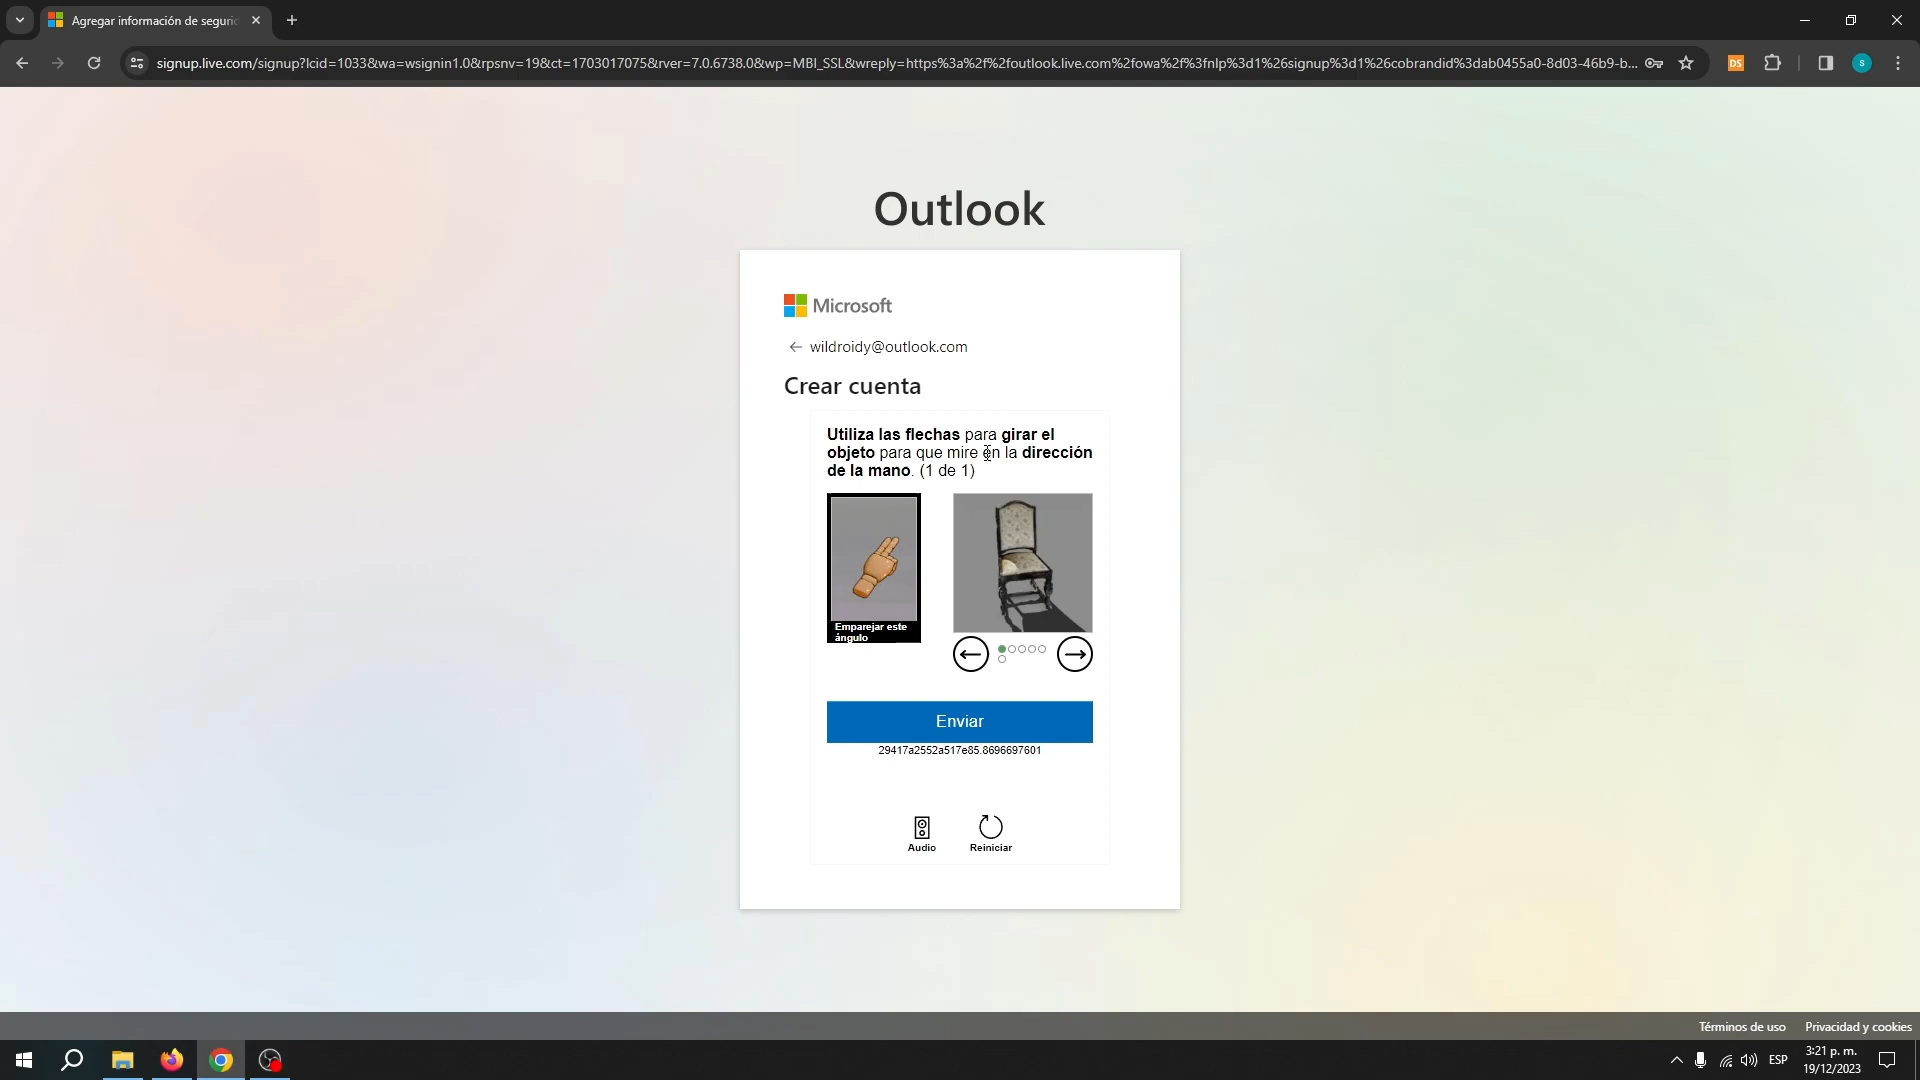 Agregar información de seguri
signup.live.com/signup?lcid=1033&wa=wsignin1.0&rpsnv=19&ct=1703017075&rver=7.0.6738.0&wp=MBI_SSL&wreply=https%3a%2f%2foutlook.live.com%2fowa%2f%3fnlp%3d1%26signup%3d1%26cobrandid%3dab0455a0-8d03-46b9-b...
DS
S
Outlook
Microsoft
wildroidy@outlook.com
Crear cuenta
Utiliza las flechas para girar el
objeto para que mire en la dirección
de la mano. (1 de 1)
Emparejar este
ángulo
Enviar
29417a2552a517e85.8696697601
Audio
Reiniciar
Términos de uso
Privacidad y cookies
ESP
3:21 p. m.
19/12/2023